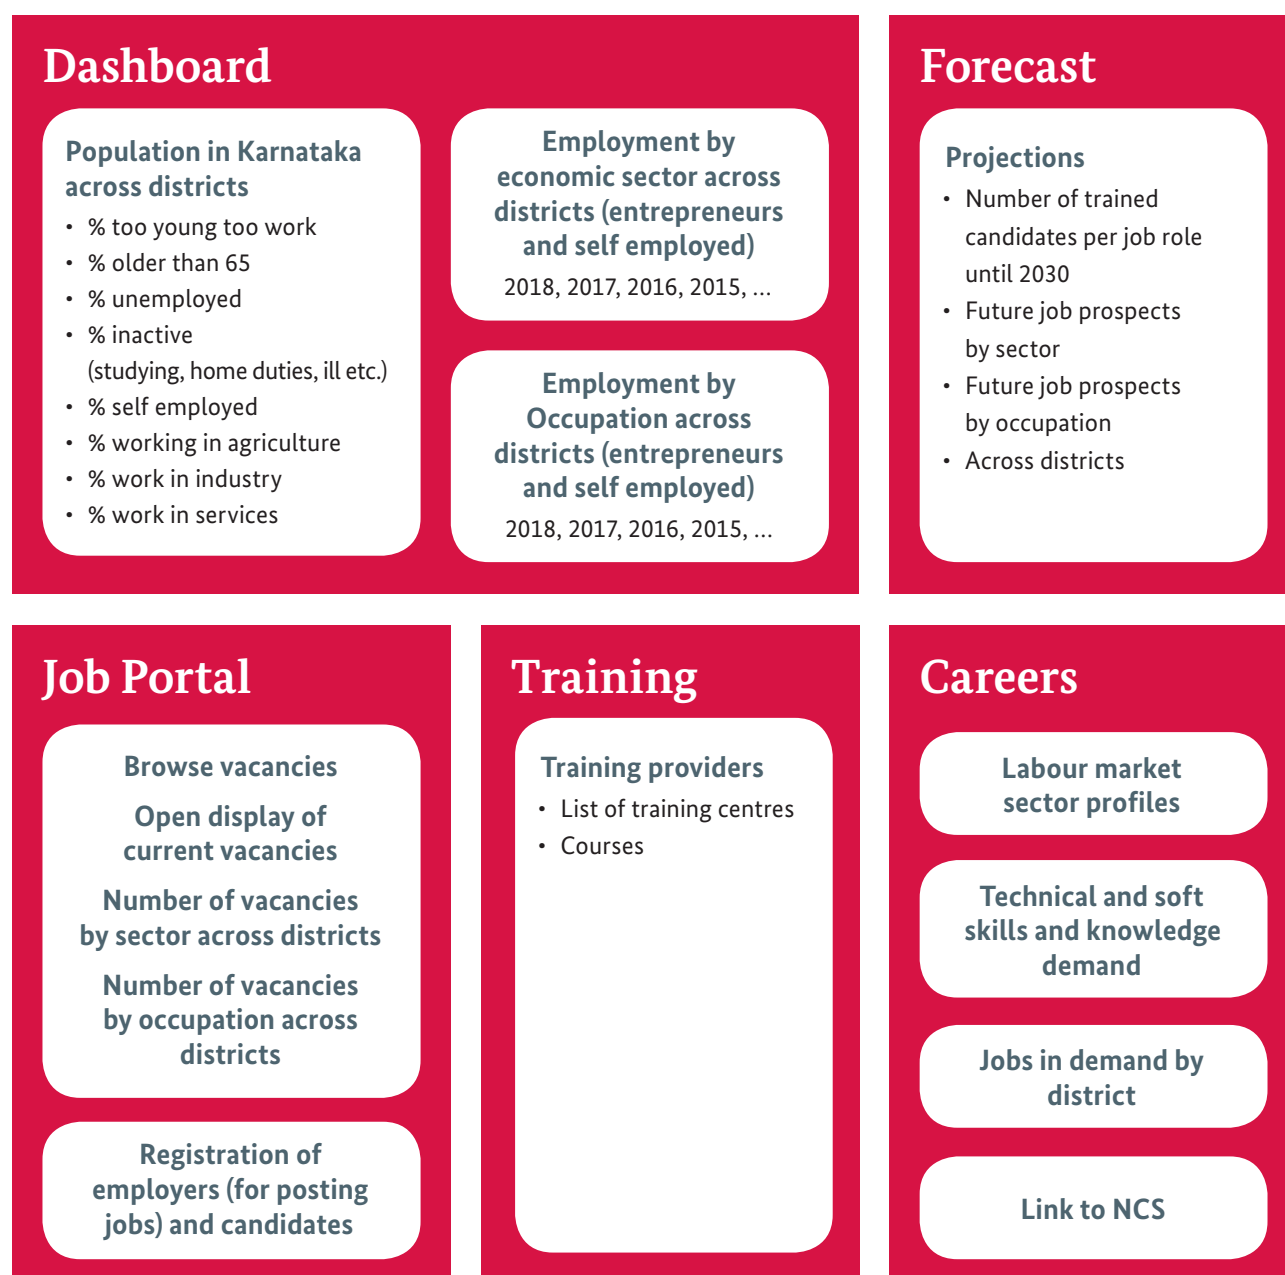 Dashboard
Population in Karnataka
across districts
• % too young too work
• % older than 65
• % unemployed
• % inactive
(studying, home duties, ill etc.)
• % self employed
• % working in agriculture
• % work in industry
• % work in services
Employment by
economic sector across
districts (entrepreneurs
and self employed)
2018, 2017, 2016, 2015, ...
Employment by
Occupation across
districts (entrepreneurs
and self employed)
2018, 2017, 2016, 2015, ...
Forecast
Projections
• Number of trained
candidates per job role
until 2030
• Future job prospects
by sector
• Future job prospects
by occupation
• Across districts
Job Portal
Browse vacancies
Open display of
current vacancies
Number of vacancies
by sector across districts
Number of vacancies
by occupation across
districts
Registration of
employers (for posting
jobs) and candidates
Training
Training providers
• List of training centres
• Courses
Careers
Labour market
sector profiles
Technical and soft
skills and knowledge
demand
Jobs in demand by
district
Link to NCS